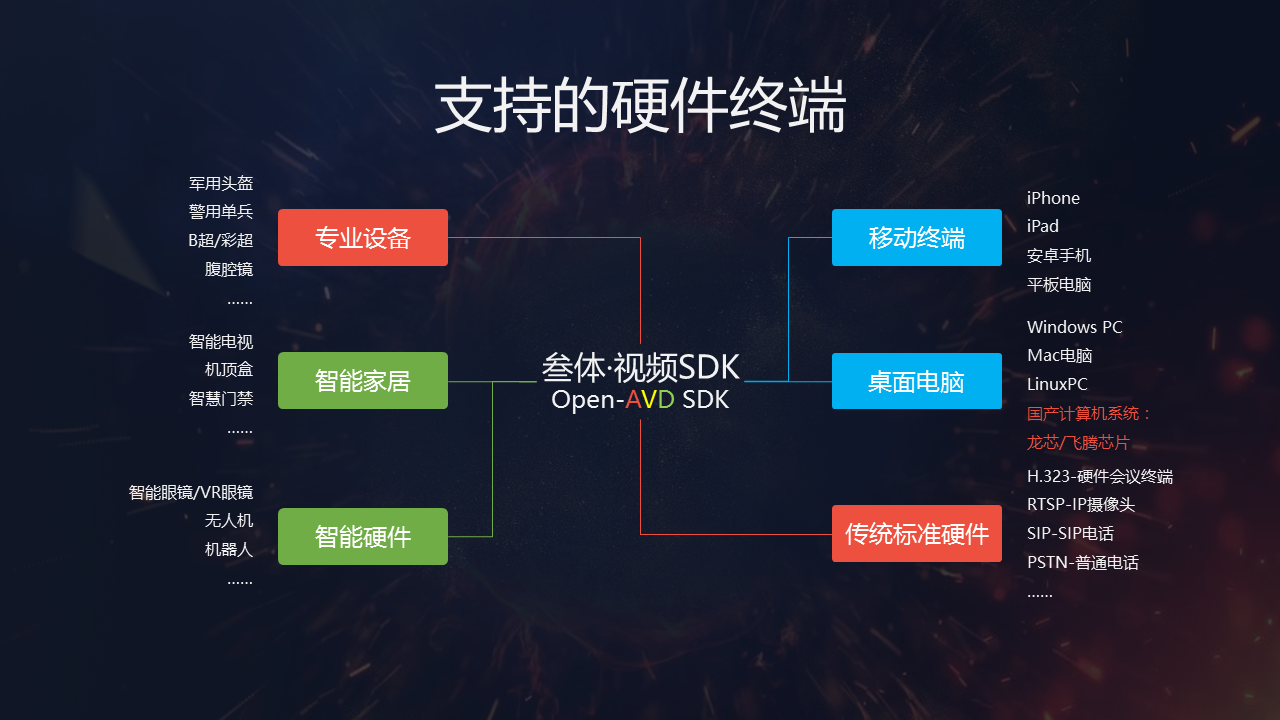 支持的硬件终端
军用头盔
警用单兵
B超/彩超
腹腔镜
……
专业设备
智能电视
机顶盒
智慧门禁
……
智能家居
智能眼镜/VR眼镜
无人机
机器人
……
智能硬件
叁体·视频SDK
Open-AVD SDK
移动终端
iPhone
iPad
安卓手机
平板电脑
桌面电脑
Windows PC
Mac电脑
LinuxPC
国产计算机系统：
龙芯/飞腾芯片
传统标准硬件
H.323-硬件会议终端
RTSP-IP摄像头
SIP-SIP电话
PSTN-普通电话
……